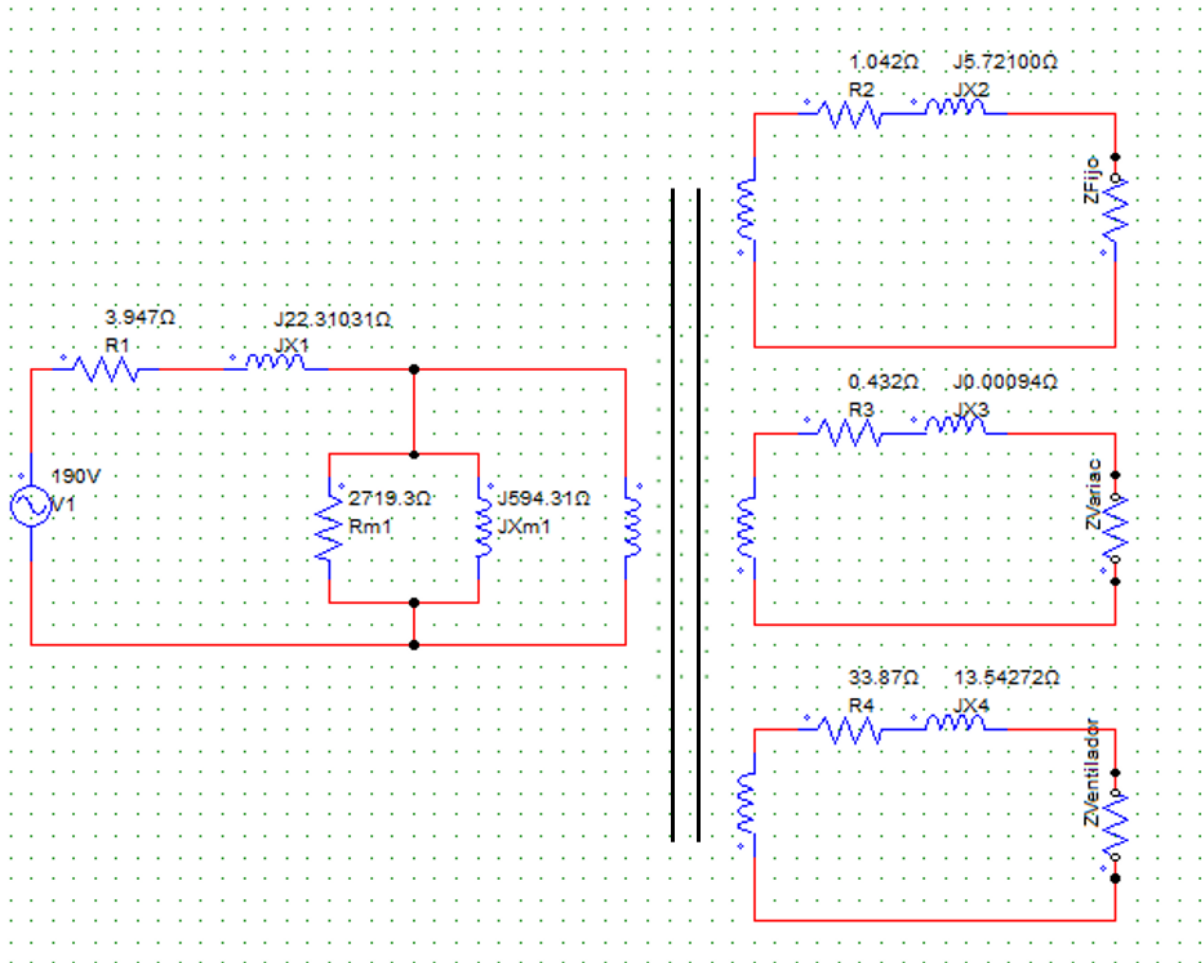 1.042Ω J5.72100Ω
R2 JX2
ZFijo
3.947Ω J22.31031Ω
R1 JX1
190V
V1
2719.3Ω J594.31Ω
Rm1 JXm1
0.432Ω J0.00094Ω
R3 JX3
ZVariac
33.87Ω 13.54272Ω
R4 JX4
ZVentilador